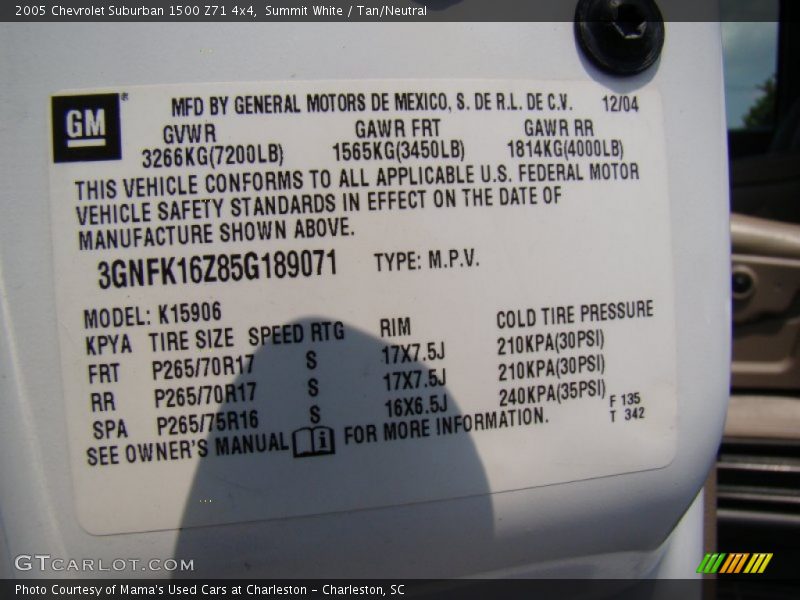 2005 Chevrolet Suburban 1500 Z71 4x4, Summit White / Tan/Neutral
GM
MFD BY GENERAL MOTORS DE MEXICO, S. DE R.L. DE C.V. 12/04
GVWR GAWR FRT GAWR RR
3266KG(7200LB) 1565KG(3450LB) 1814KG(4000LB)
THIS VEHICLE CONFORMS TO ALL APPLICABLE U.S. FEDERAL MOTOR
VEHICLE SAFETY STANDARDS IN EFFECT ON THE DATE OF
MANUFACTURE SHOWN ABOVE.
3GNFK16Z85G189071 TYPE: M.P.V.
MODEL: K15906
KPYA TIRE SIZE SPEED RTG RIM COLD TIRE PRESSURE
FRT P265/70R17 S 17X7.5J 210KPA(30PSI)
RR P265/70R17 S 17X7.5J 210KPA(30PSI)
SPA P265/75R16 S 16X6.5J 240KPA(35PSI)
SEE OWNER'S MANUAL i FOR MORE INFORMATION.
F 135
T 342
GTCARLOT.COM
Photo Courtesy of Mama's Used Cars at Charleston - Charleston, SC